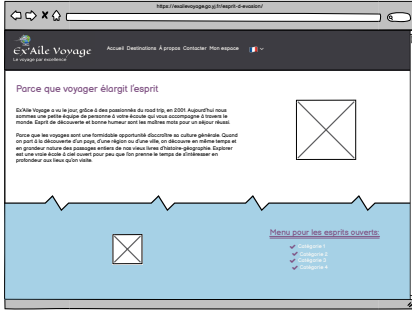 https://exailevoyage.go.yj.fr/esprit-d-evasion/
Ex'Aile Voyage
Le voyage par excellence
Accueil Destinations À propos Contacter Mon espace
Parce que voyager élargit l'esprit
Ex'Aile Voyage a vu le jour, grâce à des passionnés du road trip, en 2001. Aujourd'hui nous
sommes une petite équipe de personne à votre écoute qui vous accompagne à travers le
monde. Esprit de découverte et bonne humeur sont les maîtres mots pour un séjour réussi.
Parce que les voyages sont une formidable opportunité d'accroître sa culture générale. Quand
on part à la découverte d'un pays, d'une région ou d'une ville, on découvre en même temps et
en grandeur nature des passages entiers de nos vieux livres d'histoire-géographie. Explorer
est une vraie école à ciel ouvert pour peu que l'on prenne le temps de s'intéresser en
profondeur aux lieux qu'on visite.
Menu pour les esprits ouverts:
Catégorie 1
Catégorie 2
Catégorie 3
Catégorie 4